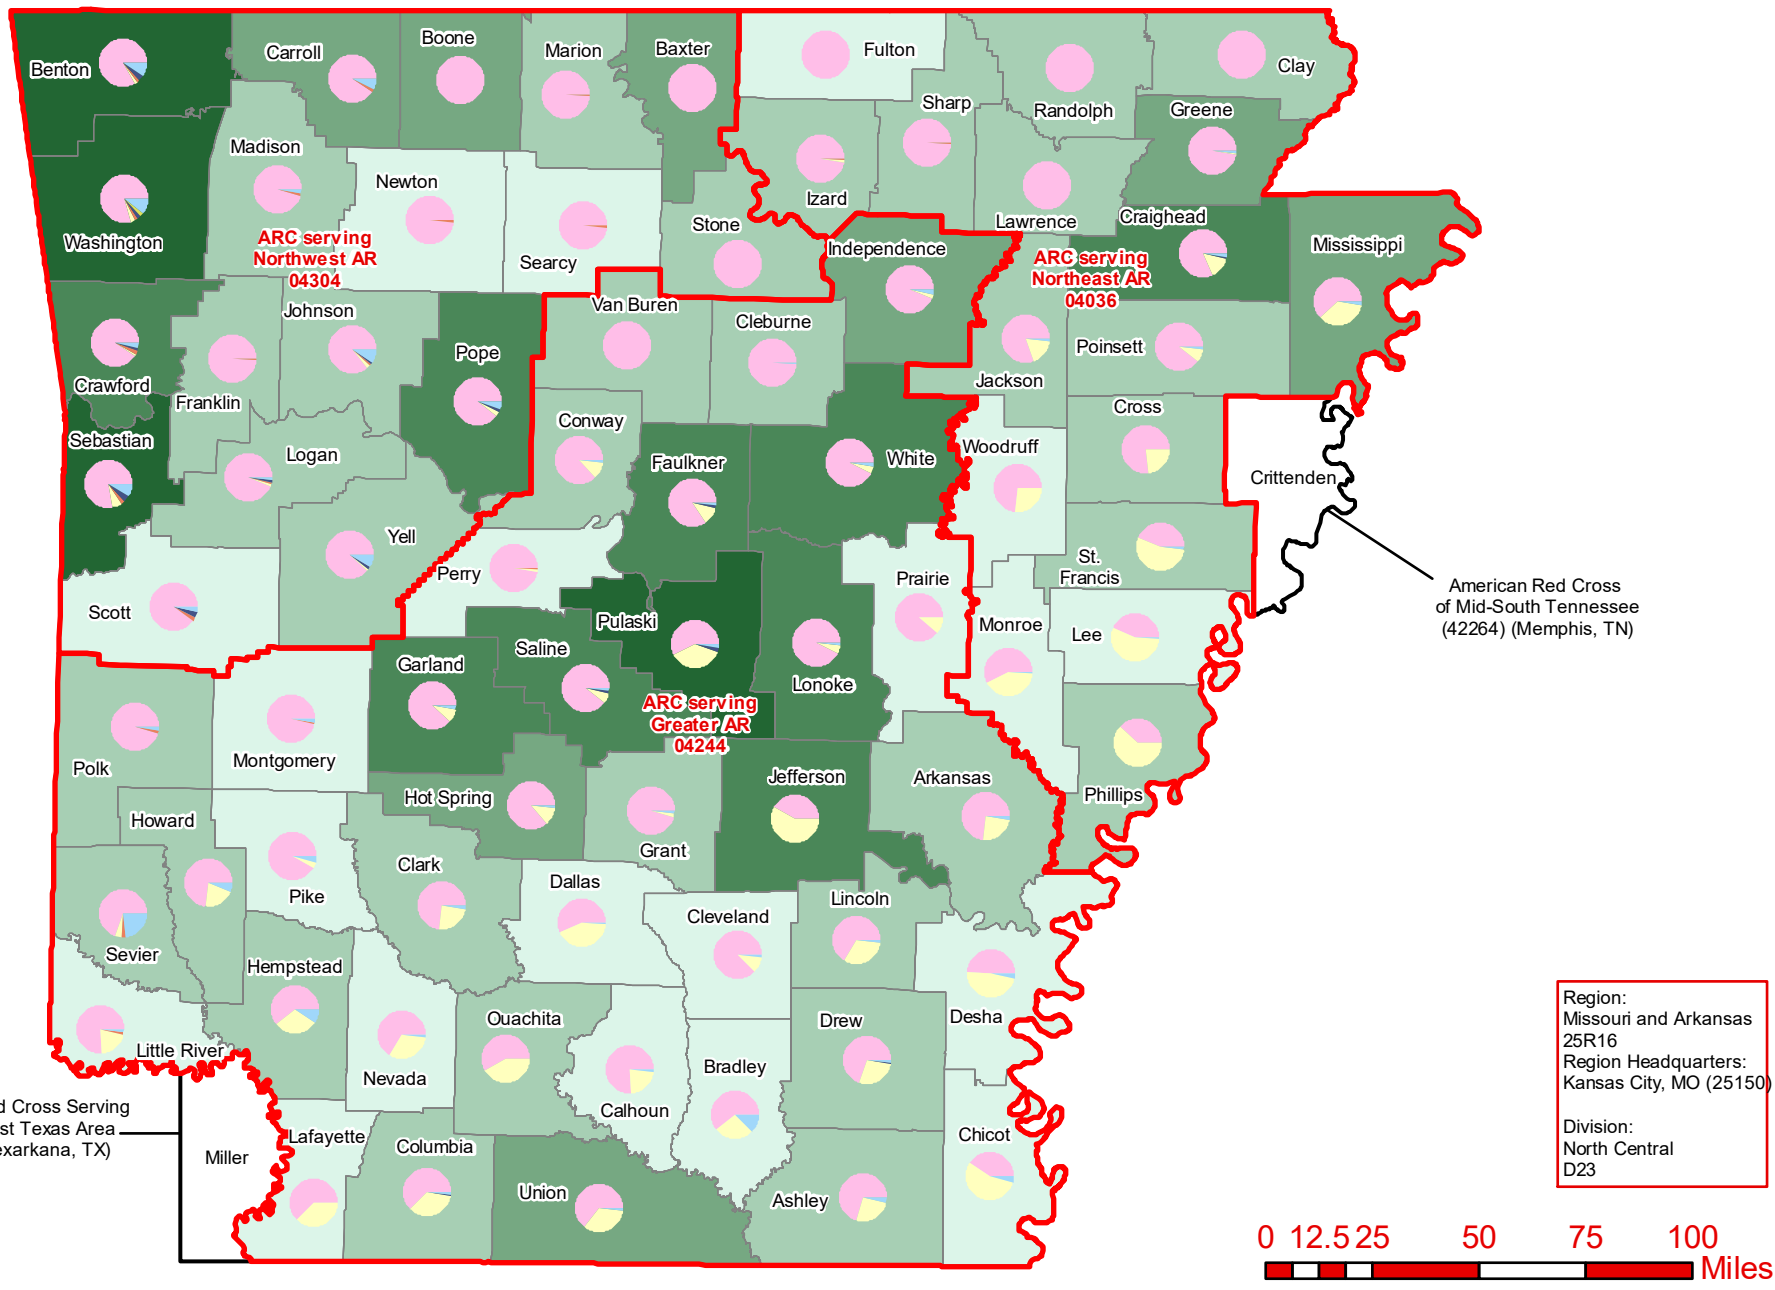 Benton
Carroll
Boone
Marion
Baxter
Fulton
Sharp
Randolph
Clay
Greene
Madison
Newton
Izard
Lawrence
Craighead
Washington
ARC serving
Northwest AR
04304
Searcy
Stone
Independence
ARC serving
Northeast AR
04036
Mississippi
Johnson
Van Buren
Cleburne
Pope
Poinsett
Crawford
Franklin
Jackson
Sebastian
Logan
Conway
Faulkner
White
Woodruff
Cross
Crittenden
Yell
Perry
Prairie
St.
Francis
American Red Cross
of Mid-South Tennessee
(42264) (Memphis, TN)
Scott
Pulaski
Saline
Monroe
Lee
Garland
Lonoke
ARC serving
Greater AR
04244
Polk
Montgomery
Hot Spring
Jefferson
Arkansas
Phillips
Howard
Grant
Clark
Pike
Dallas
Cleveland
Lincoln
Sevier
Hempstead
Ouachita
Drew
Desha
Little River
Nevada
Calhoun
Bradley
d Cross Serving
st Texas Area
exarkana, TX)
Miller
Lafayette
Columbia
Union
Ashley
Chicot
Region:
Missouri and Arkansas
25R16
Region Headquarters:
Kansas City, MO (25150)
Division:
North Central
D23
0 12.5 25 50 75 100
Miles